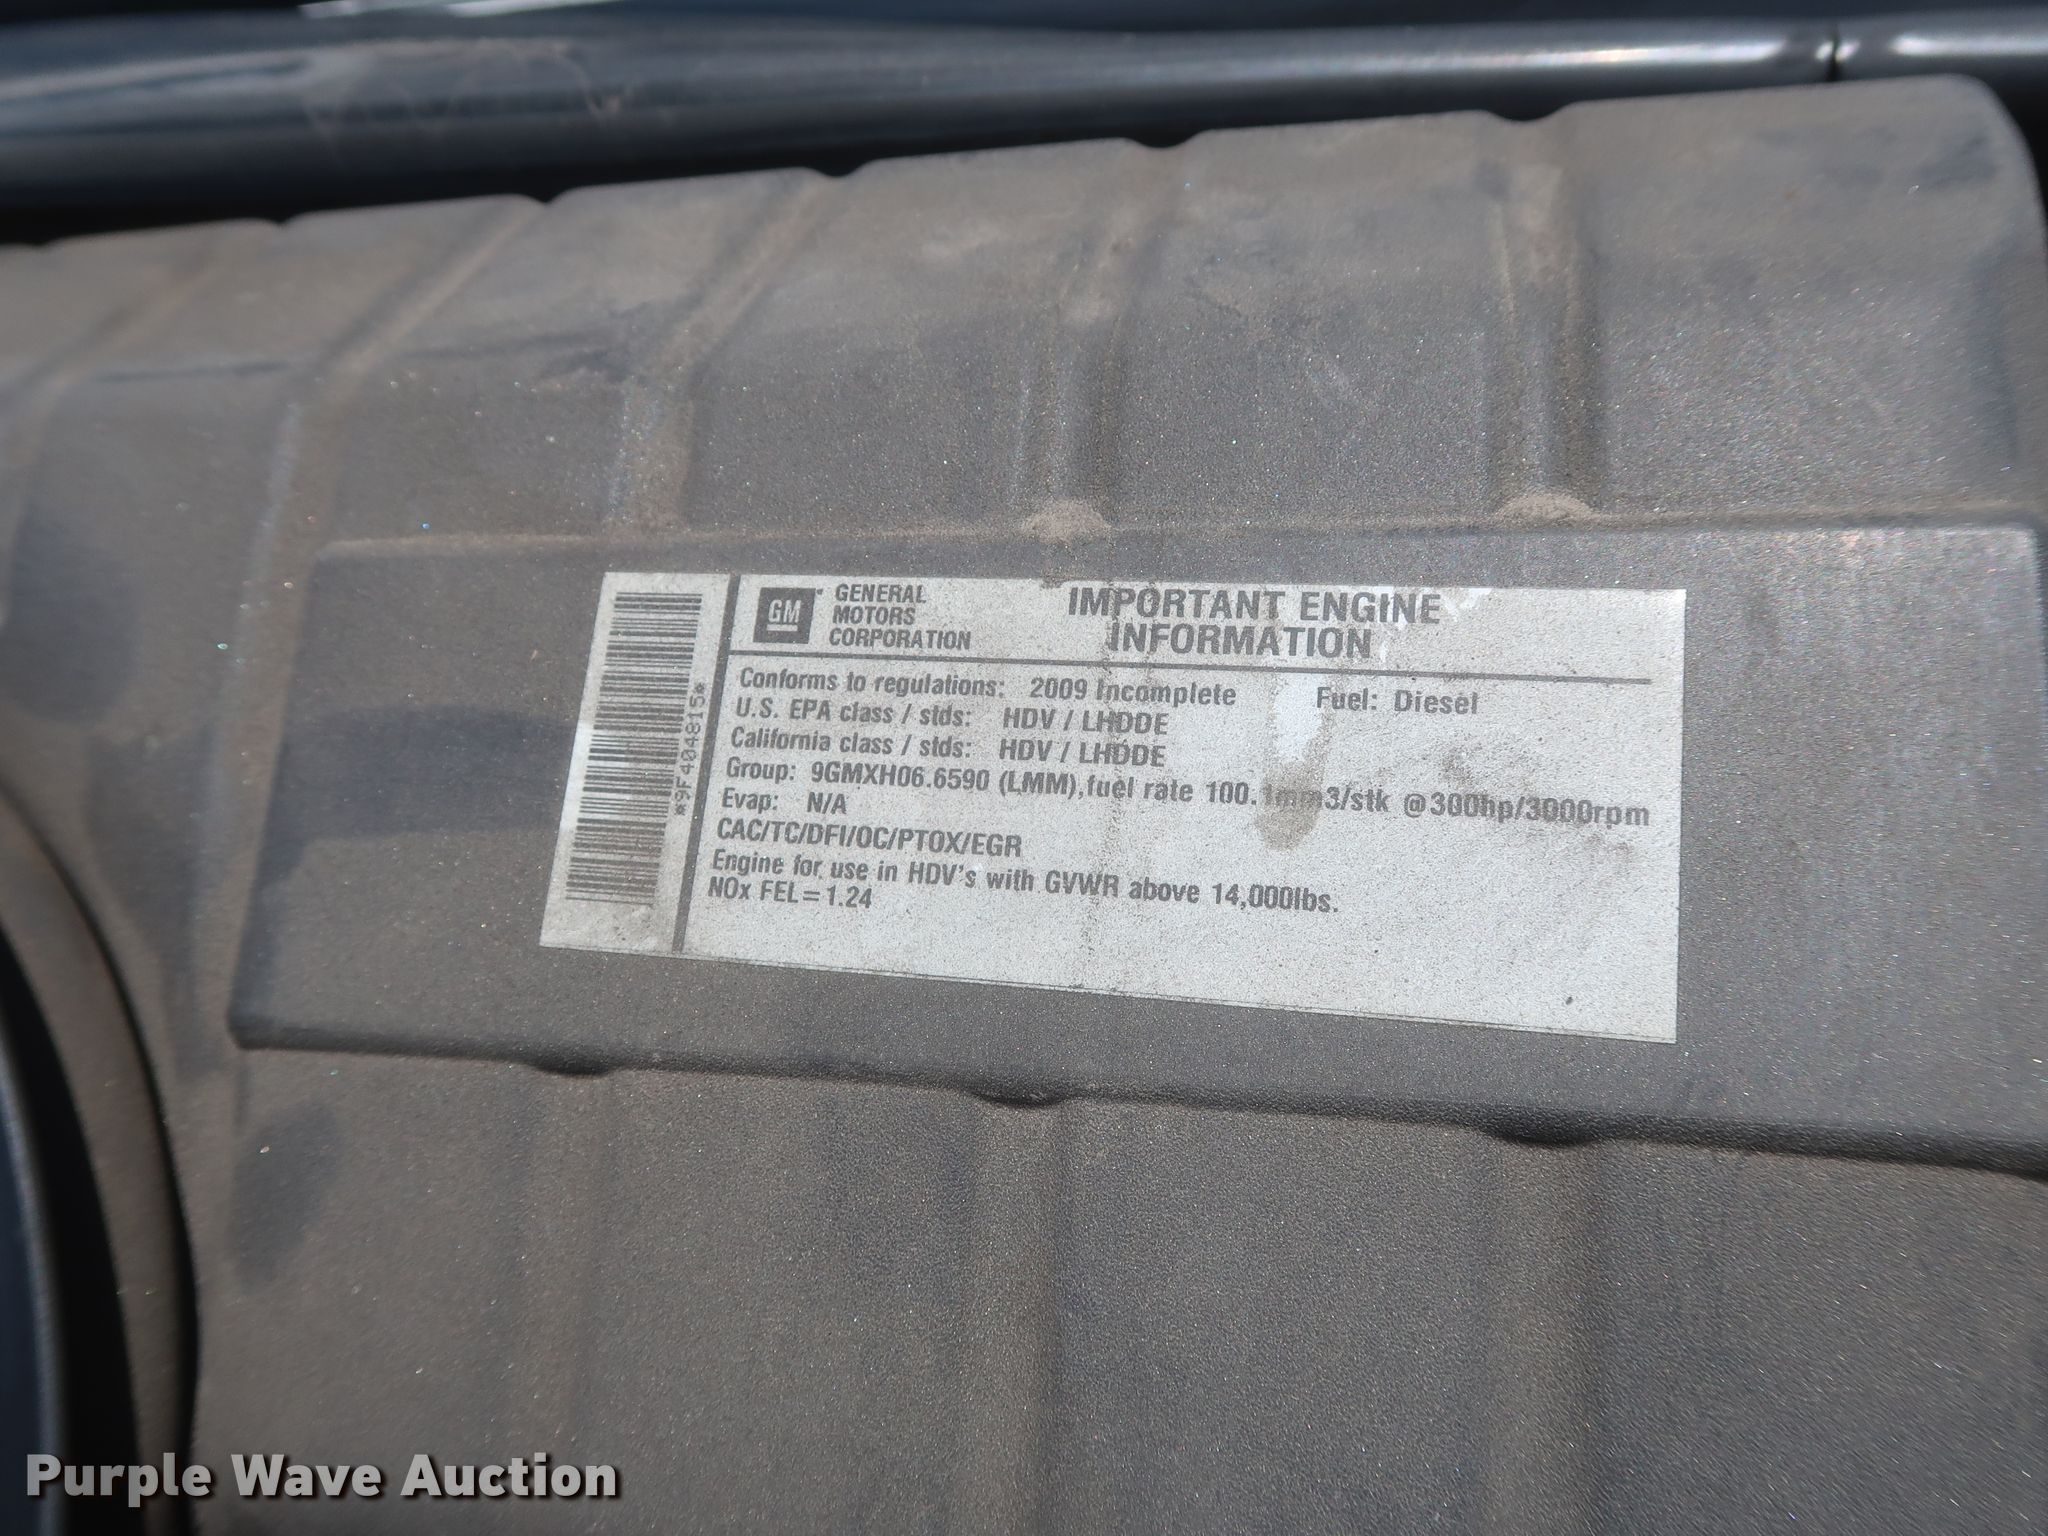 GM
GENERAL
MOTORS
CORPORATION
IMPORTANT ENGINE
INFORMATION
*9F404815*
Conforms to regulations: 2009 Incomplete Fuel: Diesel
U.S. EPA class / stds: HDV / LHDDE
California class / stds: HDV / LHDDE
Group: 9GMXH06.6590 (LMM),fuel rate 100.1mm3/stk @300hp/3000rpm
Evap: N/A
CAC/TC/DFI/OC/PTOX/EGR
Engine for use in HDV's with GVWR above 14,000lbs.
NOx FEL=1.24
Purple Wave Auction